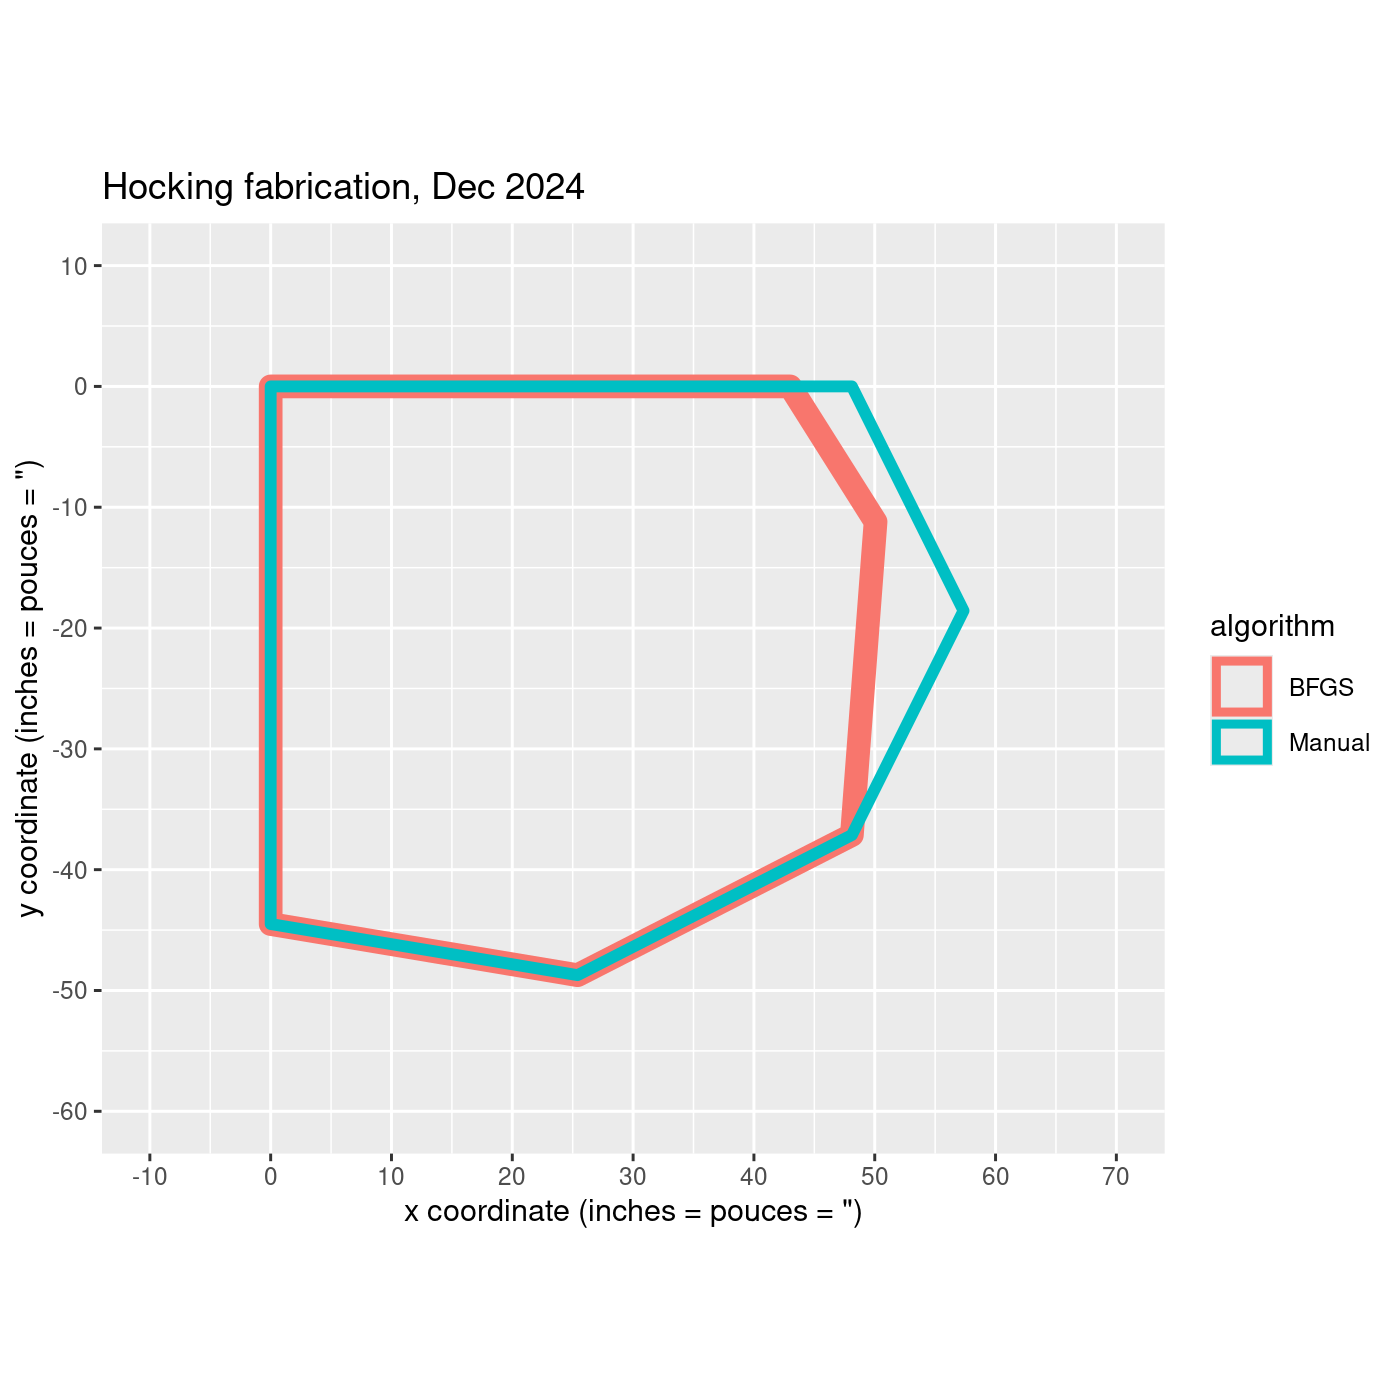 Hocking fabrication, Dec 2024
10
0
-10
-20
-30
-40
-50
-60
y coordinate (inches = pouces = ")
-10
0
10
20
30
40
50
60
70
x coordinate (inches = pouces = ")
algorithm
BFGS
Manual